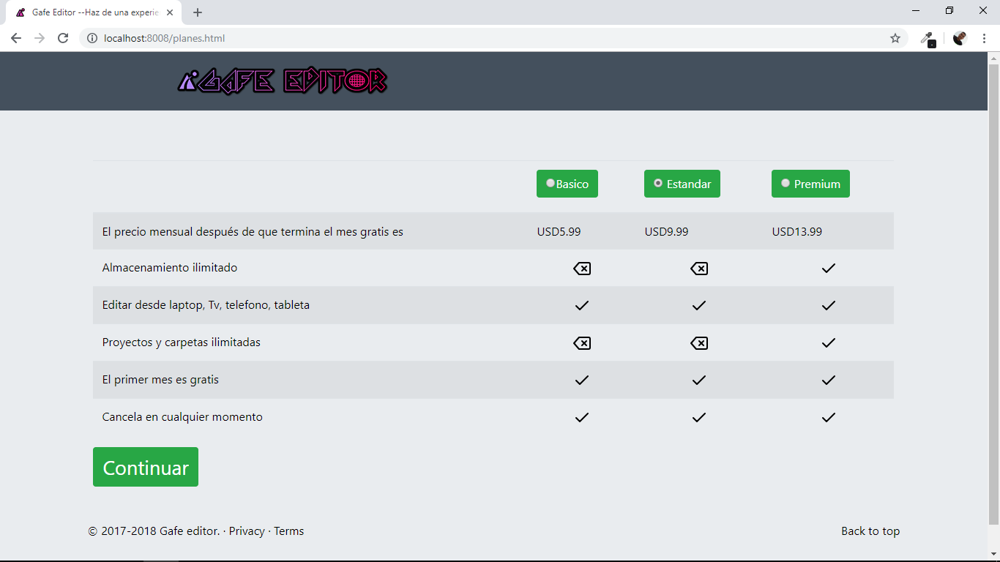 Gafe Editor --Haz de una experie
localhost:8008/planes.html
GAFE EDITOR
Basico Estandar Premium
El precio mensual después de que termina el mes gratis es USD5.99 USD9.99 USD13.99
Almacenamiento ilimitado
Editar desde laptop, Tv, telefono, tableta
Proyectos y carpetas ilimitadas
El primer mes es gratis
Cancela en cualquier momento
Continuar
© 2017-2018 Gafe editor. · Privacy · Terms Back to top